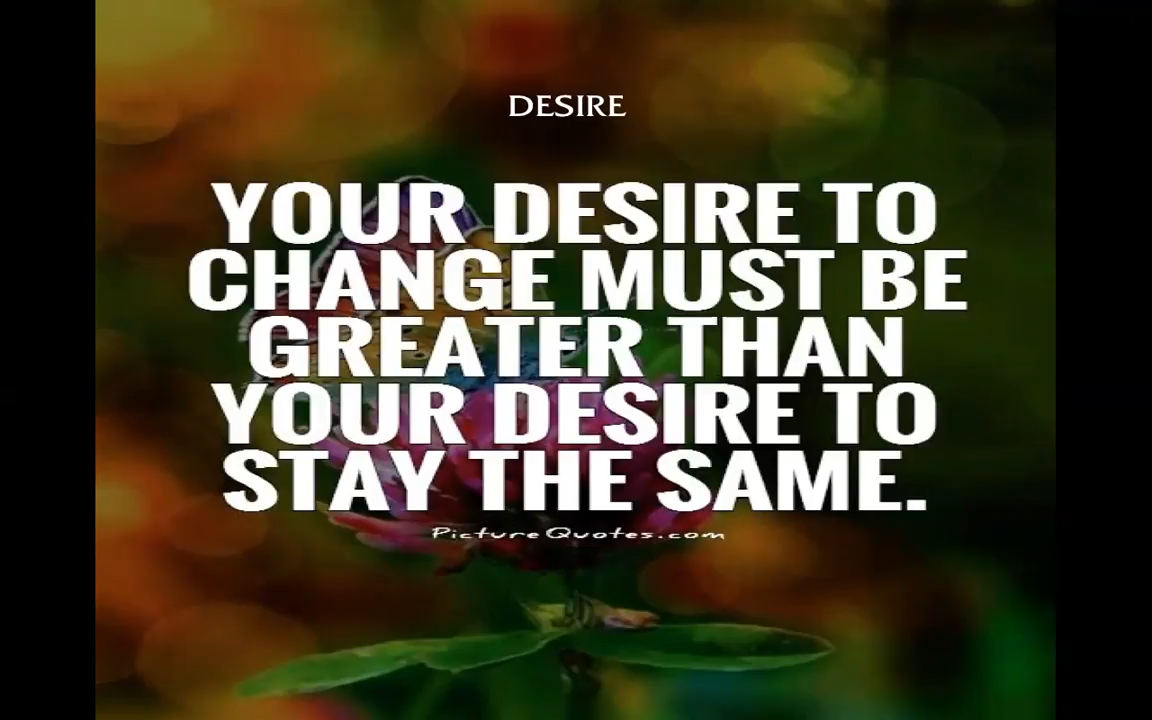 DESIRE
YOUR DESIRE TO
CHANGE MUST BE
GREATER THAN
YOUR DESIRE TO
STAY THE SAME.
PictureQuotes.com